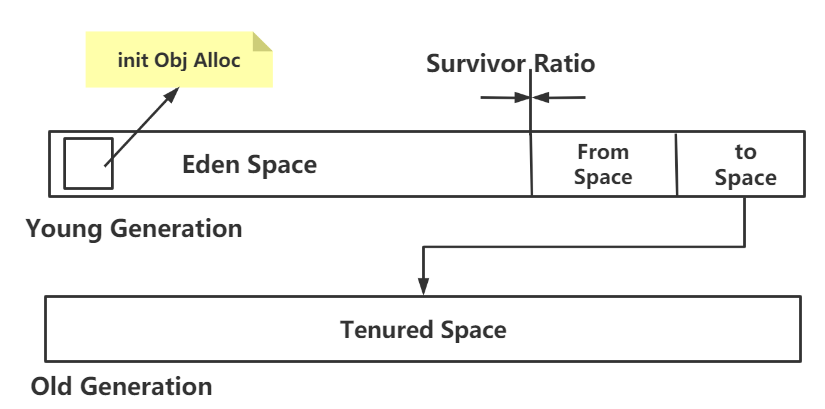 init Obj Alloc
Survivor Ratio
Eden Space
From
Space
to
Space
Young Generation
Tenured Space
Old Generation